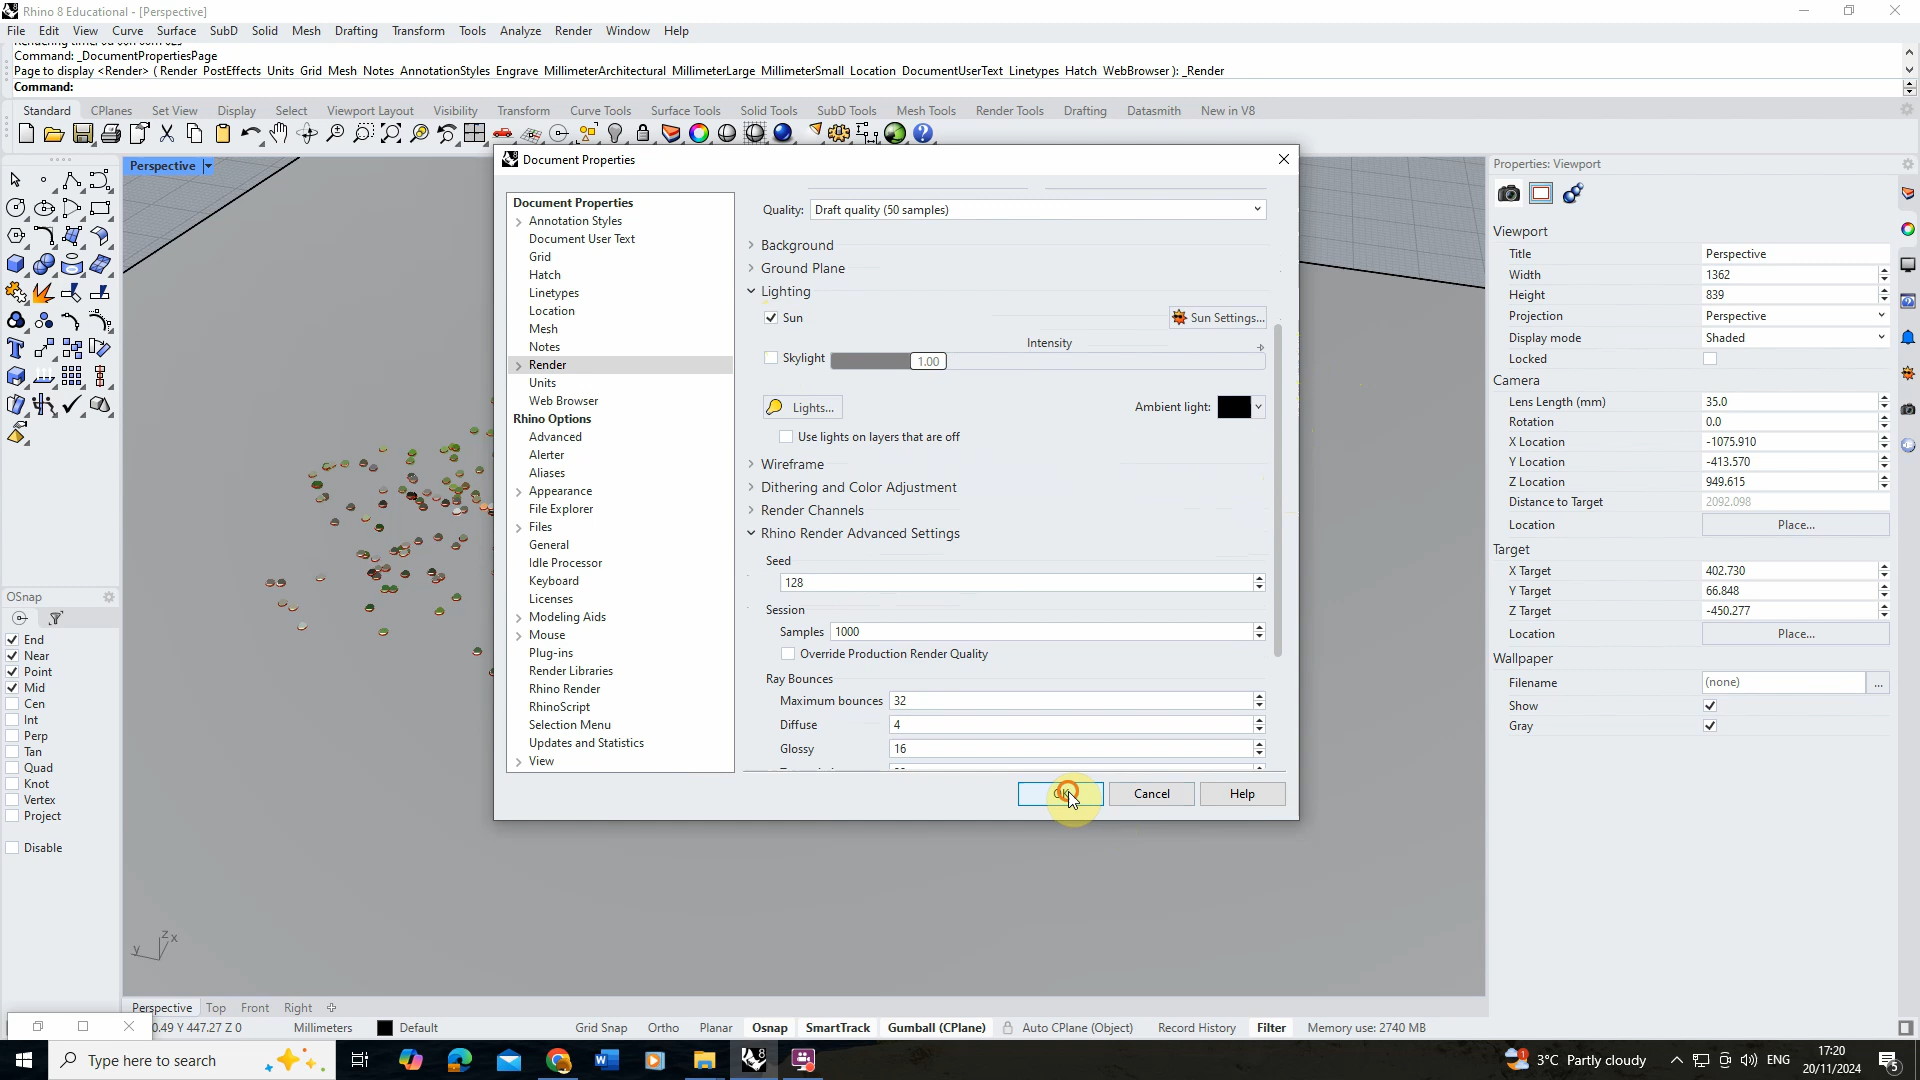 Rhino 8 Educational - [Perspective]
File Edit View Curve Surface SubD Solid Mesh Drafting Transform Tools Analyze Render Window Help
Command: _DocumentPropertiesPage
Page to display <Render> ( Render PostEffects Units Grid Mesh Notes AnnotationStyles Engrave MillimeterArchitectural MillimeterLarge MillimeterSmall Location DocumentUserText Linetypes Hatch WebBrowser ): _Render
Command:
Standard CPlanes Set View Display Select Viewport Layout Visibility Transform Curve Tools Surface Tools Solid Tools SubD Tools Mesh Tools Render Tools Drafting Datasmith New in V8
Perspective
OSnap
End
Near
Point
Mid
Cen
Int
Perp
Tan
Quad
Knot
Vertex
Project
Disable
Document Properties
Document Properties
Annotation Styles
Document User Text
Grid
Hatch
Linetypes
Location
Mesh
Notes
Render
Units
Web Browser
Rhino Options
Advanced
Alerter
Aliases
Appearance
File Explorer
Files
General
Idle Processor
Keyboard
Licenses
Modeling Aids
Mouse
Plug-ins
Render Libraries
Rhino Render
RhinoScript
Selection Menu
Updates and Statistics
View
Quality: Draft quality (50 samples)
Background
Ground Plane
Lighting
Sun Sun Settings...
Intensity
Skylight 1.00
Lights... Ambient light:
Use lights on layers that are off
Wireframe
Dithering and Color Adjustment
Render Channels
Rhino Render Advanced Settings
Seed
128
Session
Samples 1000
Override Production Render Quality
Ray Bounces
Maximum bounces 32
Diffuse 4
Glossy 16
OK Cancel Help
Properties: Viewport
Viewport
Title Perspective
Width 1362
Height 839
Projection Perspective
Display mode Shaded
Locked
Camera
Lens Length (mm) 35.0
Rotation 0.0
X Location -1075.910
Y Location -413.570
Z Location 949.615
Distance to Target 2092.098
Location Place...
Target
X Target 402.730
Y Target 66.848
Z Target -450.277
Location Place...
Wallpaper
Filename (none) ...
Show
Gray
z x
y
Perspective Top Front Right
0.49 Y 447.27 Z 0 Millimeters Default Grid Snap Ortho Planar Osnap SmartTrack Gumball (CPlane) Auto CPlane (Object) Record History Filter Memory use: 2740 MB
Type here to search 3°C Partly cloudy ENG 17:20
20/11/2024 5